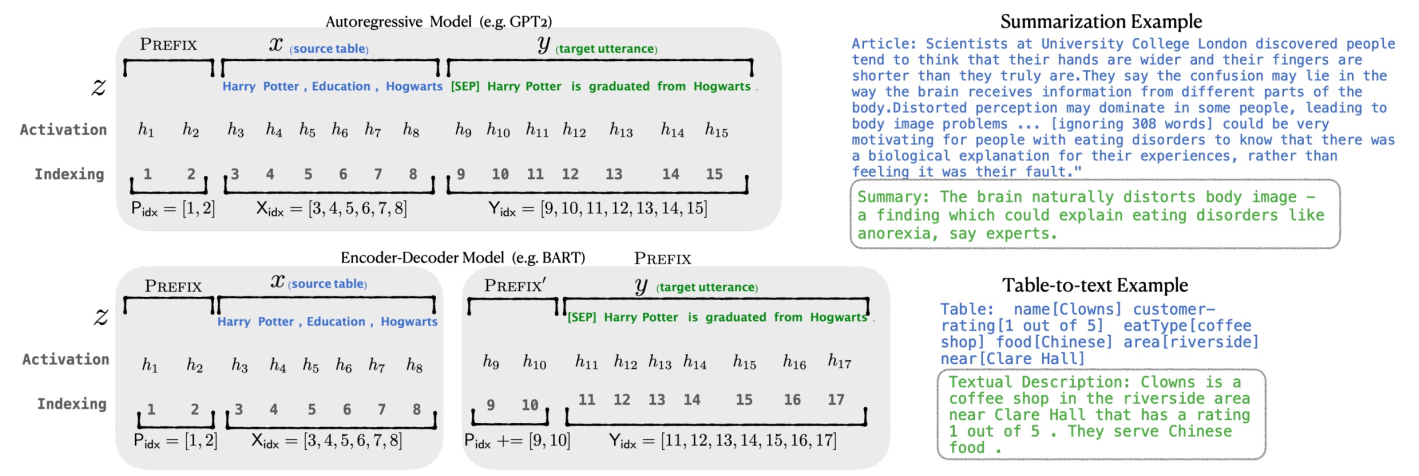 Autoregressive Model (e.g. GPT2)
PREFIX x (source table) y (target utterance)
z Harry Potter , Education , Hogwarts [SEP] Harry Potter is graduated from Hogwarts .
Activation h1 h2 h3 h4 h5 h6 h7 h8 h9 h10 h11 h12 h13 h14 h15
Indexing 1 2 3 4 5 6 7 8 9 10 11 12 13 14 15
Pidx = [1, 2] Xidx = [3, 4, 5, 6, 7, 8] Yidx = [9, 10, 11, 12, 13, 14, 15]
Encoder-Decoder Model (e.g. BART) PREFIX
PREFIX x (source table) PREFIX′ y (target utterance)
z Harry Potter , Education , Hogwarts [SEP] Harry Potter is graduated from Hogwarts .
Activation h1 h2 h3 h4 h5 h6 h7 h8 h9 h10 h11 h12 h13 h14 h15 h16 h17
Indexing 1 2 3 4 5 6 7 8 9 10 11 12 13 14 15 16 17
Pidx = [1, 2] Xidx = [3, 4, 5, 6, 7, 8] Pidx += [9, 10] Yidx = [11, 12, 13, 14, 15, 16, 17]
Summarization Example
Article: Scientists at University College London discovered people
tend to think that their hands are wider and their fingers are
shorter than they truly are.They say the confusion may lie in the
way the brain receives information from different parts of the
body.Distorted perception may dominate in some people, leading to
body image problems ... [ignoring 308 words] could be very
motivating for people with eating disorders to know that there was
a biological explanation for their experiences, rather than
feeling it was their fault."
Summary: The brain naturally distorts body image –
a finding which could explain eating disorders like
anorexia, say experts.
Table-to-text Example
Table: name[Clowns] customer-
rating[1 out of 5] eatType[coffee
shop] food[Chinese] area[riverside]
near[Clare Hall]
Textual Description: Clowns is a
coffee shop in the riverside area
near Clare Hall that has a rating
1 out of 5 . They serve Chinese
food .